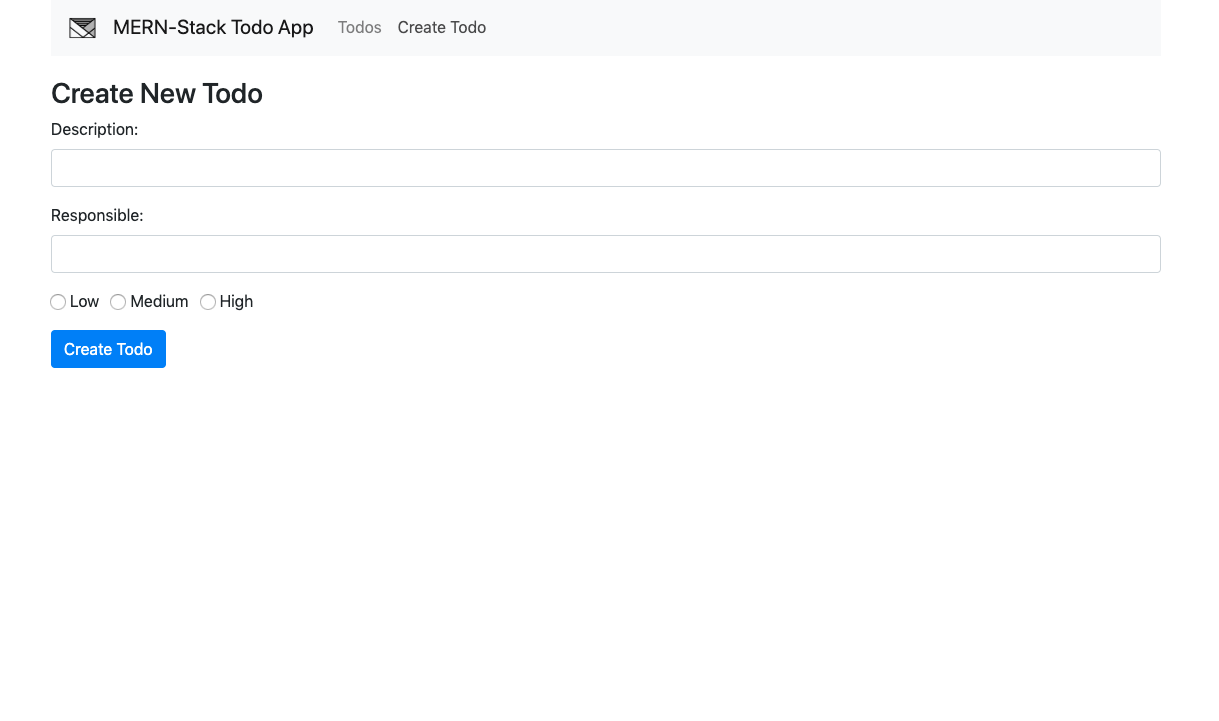 MERN-Stack Todo App Todos Create Todo
Create New Todo
Description:
Responsible:
Low Medium High
Create Todo